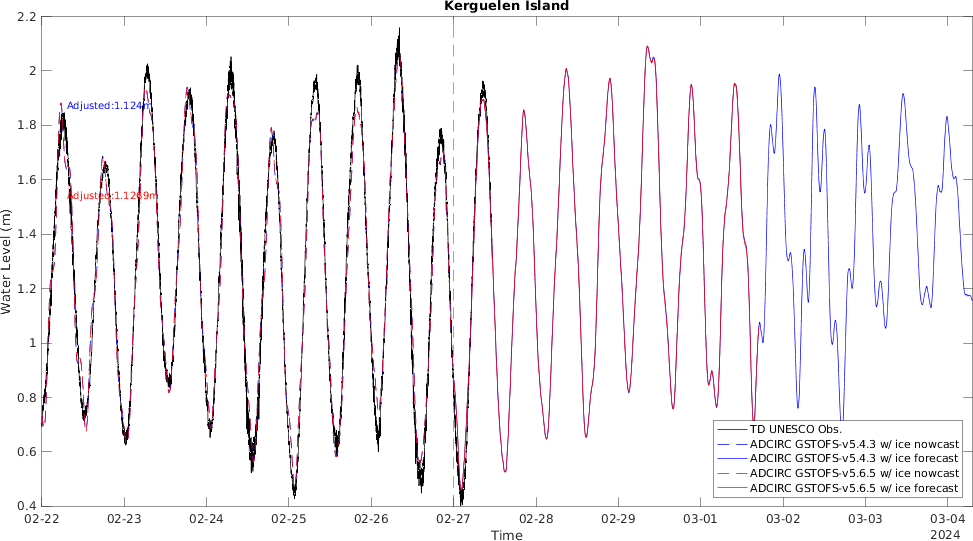 Kerguelen Island
Water Level (m)
2.2
2
1.8
1.6
1.4
1.2
1
0.8
0.6
0.4
Adjusted:1.124m
Adjusted:1.1269m
TD UNESCO Obs.
ADCIRC GSTOFS-v5.4.3 w/ ice nowcast
ADCIRC GSTOFS-v5.4.3 w/ ice forecast
ADCIRC GSTOFS-v5.6.5 w/ ice nowcast
ADCIRC GSTOFS-v5.6.5 w/ ice forecast
02-22 02-23 02-24 02-25 02-26 02-27 02-28 02-29 03-01 03-02 03-03 03-04
2024
Time